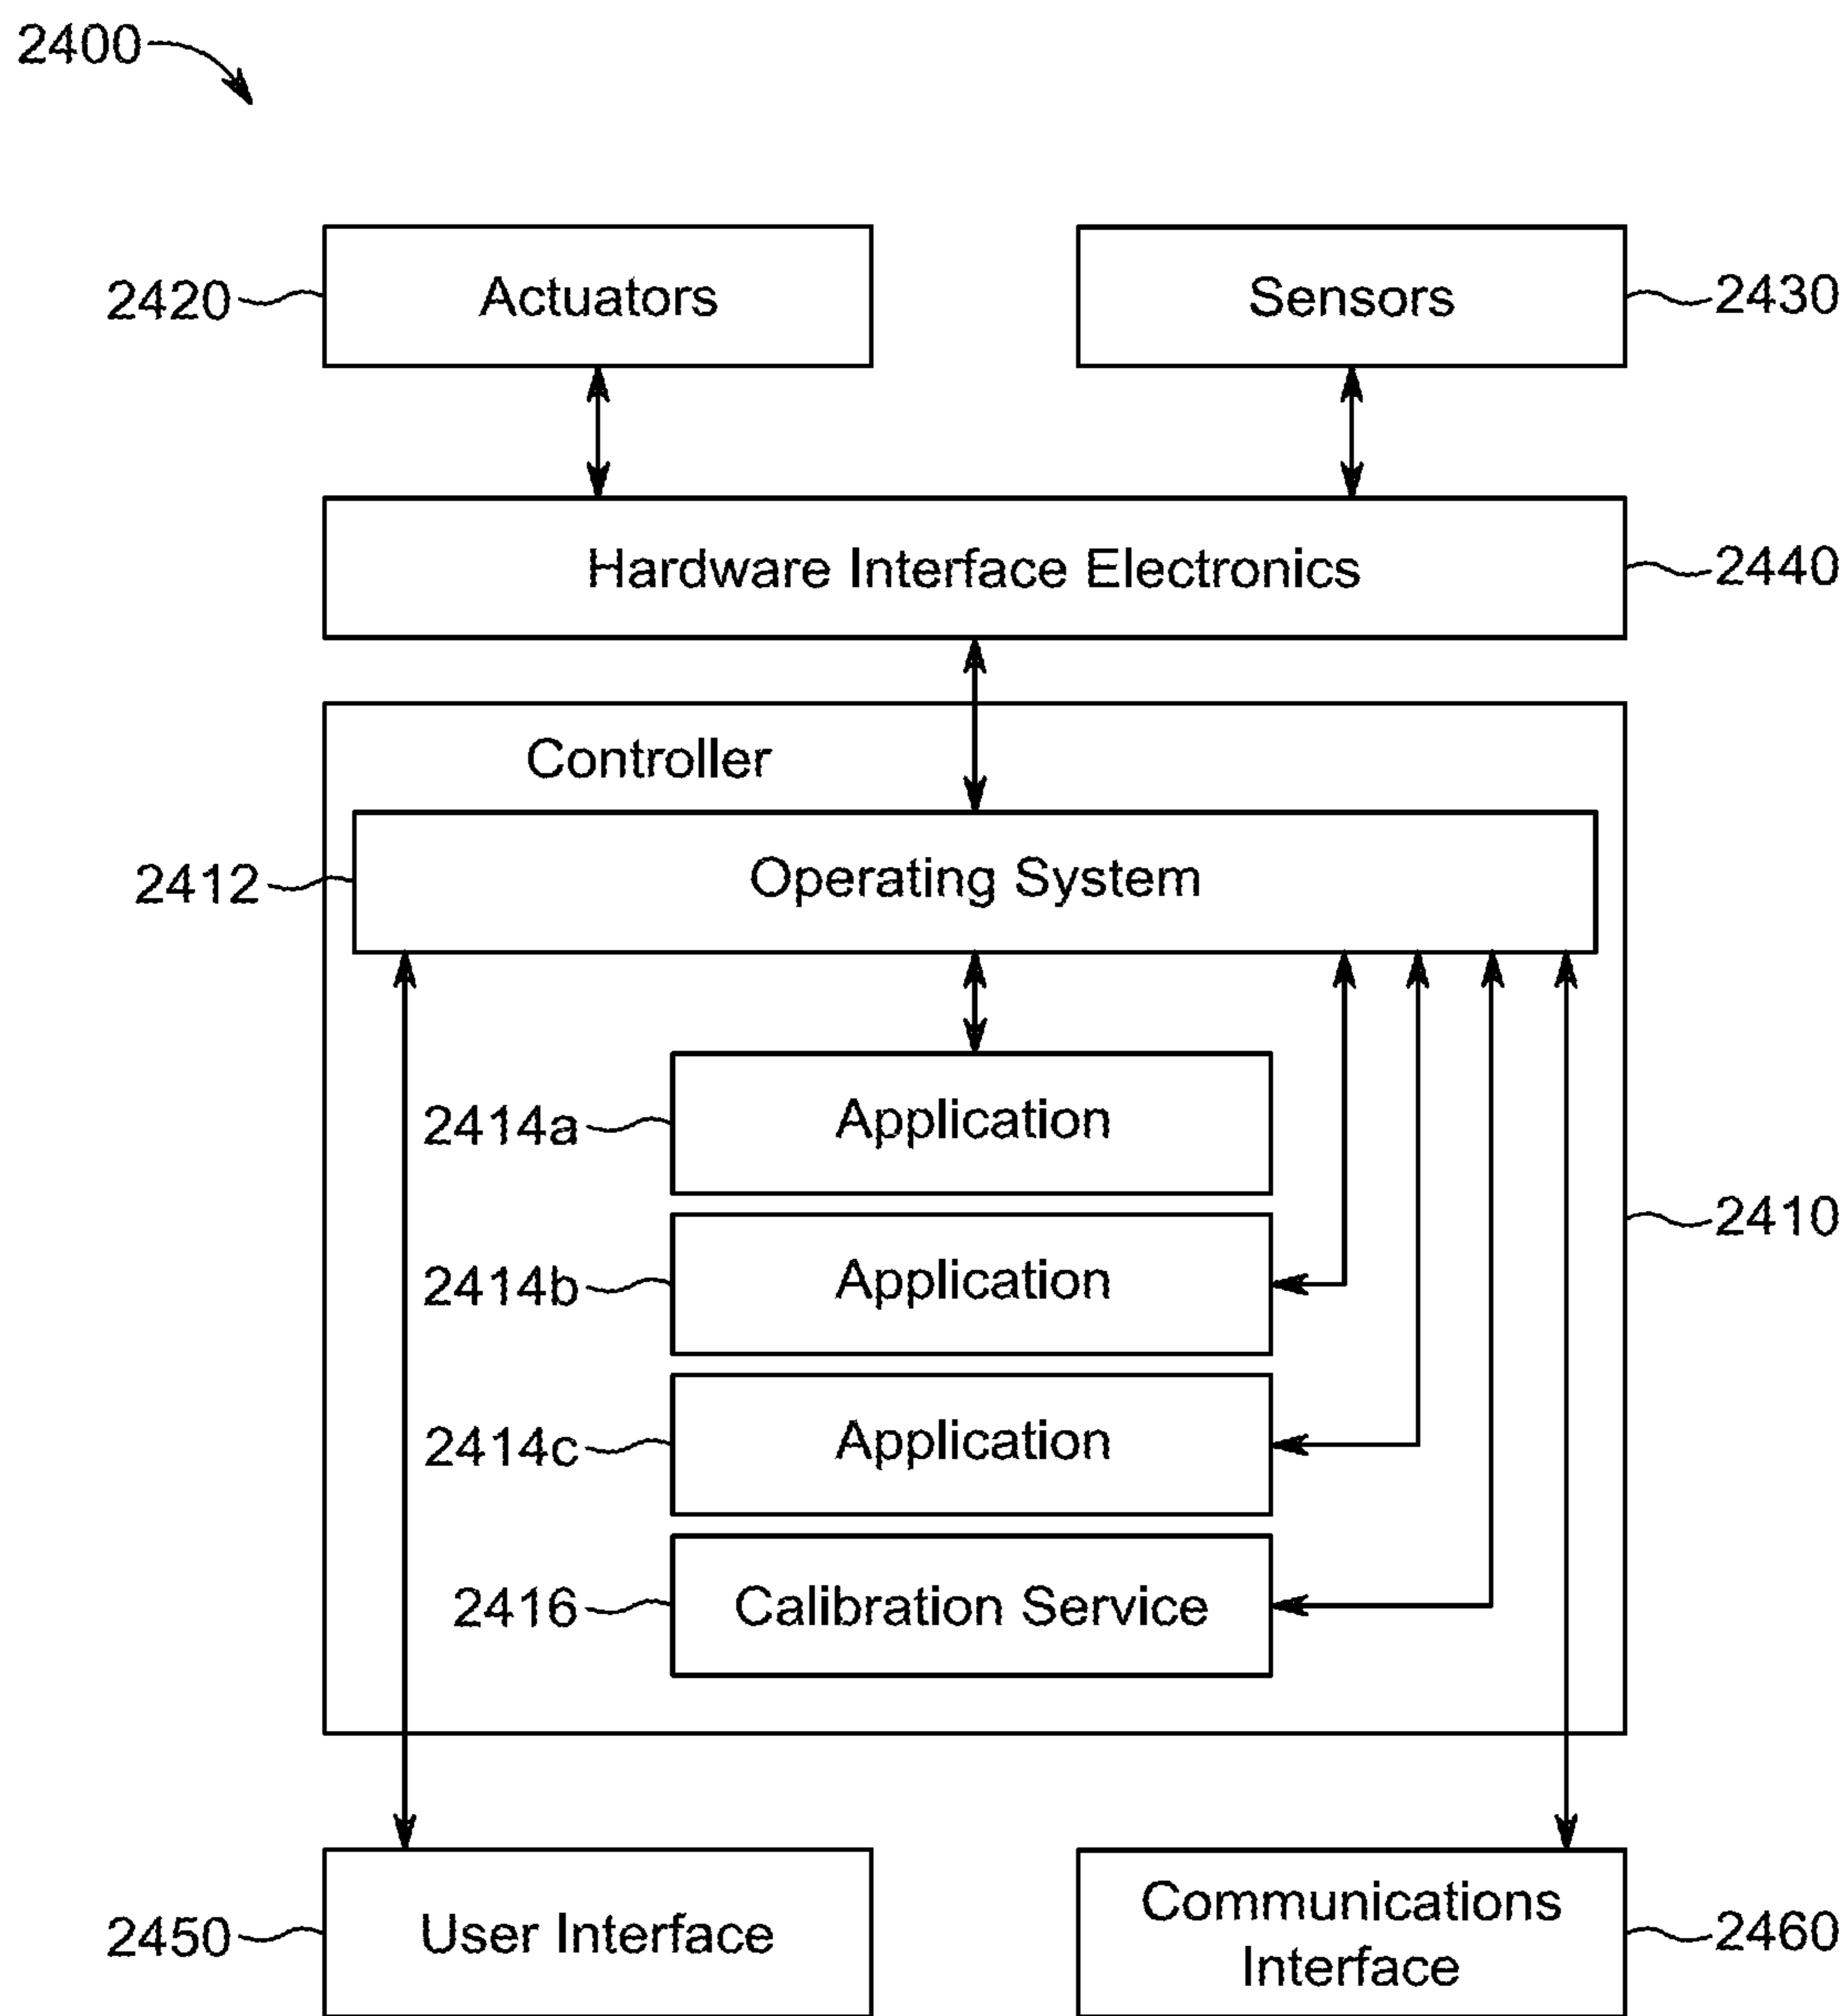 2400
2420
Actuators
Sensors
2430
Hardware Interface Electronics
2440
Controller
2412
Operating System
2414a
Application
2410
2414b
Application
2414c
Application
2416
Calibration Service
2450
User Interface
Communications
Interface
2460